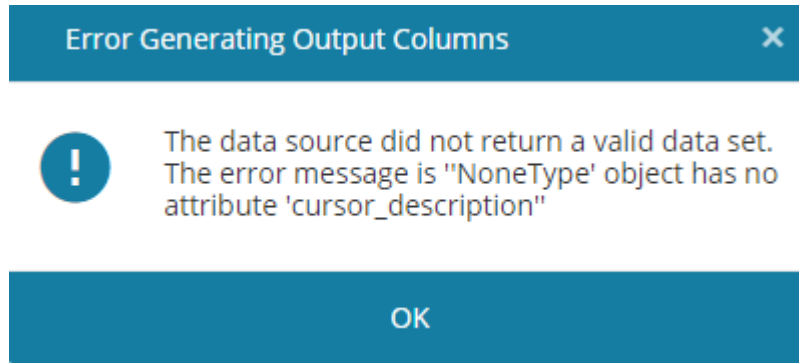 Error Generating Output Columns ×
!
The data source did not return a valid data set.
The error message is ''NoneType' object has no
attribute 'cursor_description''
OK